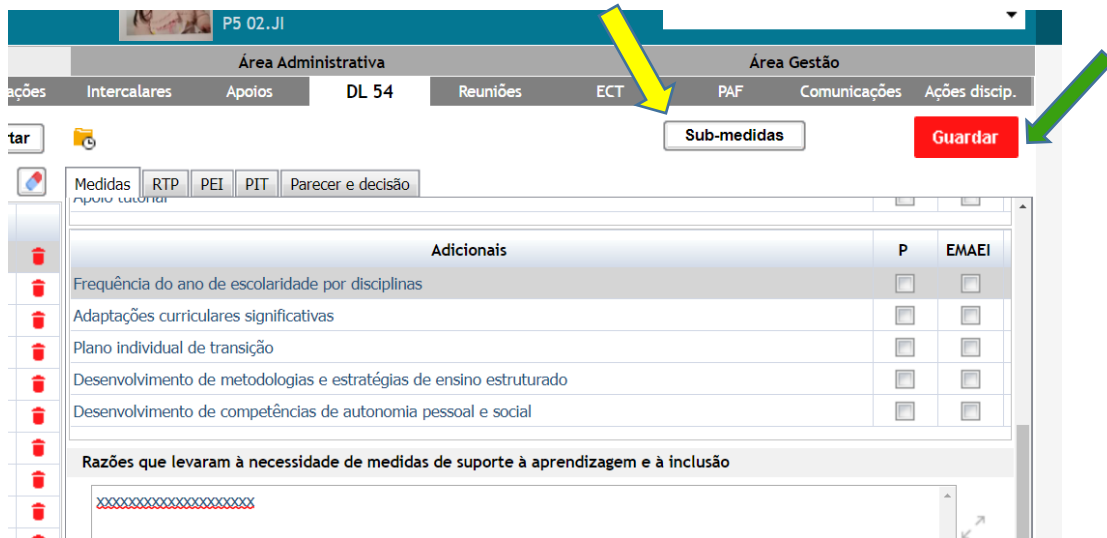 P5 02.JI
Área Administrativa
Área Gestão
ações Intercalares Apoios DL 54 Reuniões ECT PAF Comunicações Ações discip.
tar Sub-medidas Guardar
Medidas RTP PEI PIT Parecer e decisão
Apoio tutorial
Adicionais P EMAEI
Frequência do ano de escolaridade por disciplinas
Adaptações curriculares significativas
Plano individual de transição
Desenvolvimento de metodologias e estratégias de ensino estruturado
Desenvolvimento de competências de autonomia pessoal e social
Razões que levaram à necessidade de medidas de suporte à aprendizagem e à inclusão
xxxxxxxxxxxxxxxxxxxx